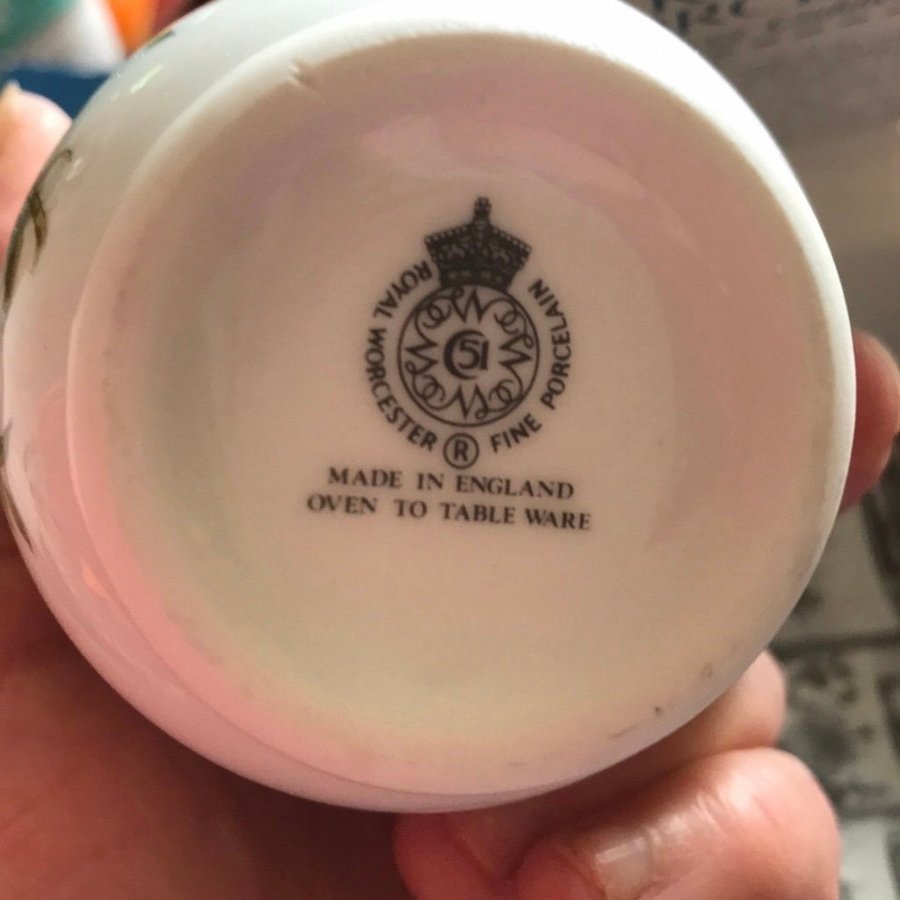 ROYAL WORCESTER ® FINE PORCELAIN
51
MADE IN ENGLAND
OVEN TO TABLE WARE